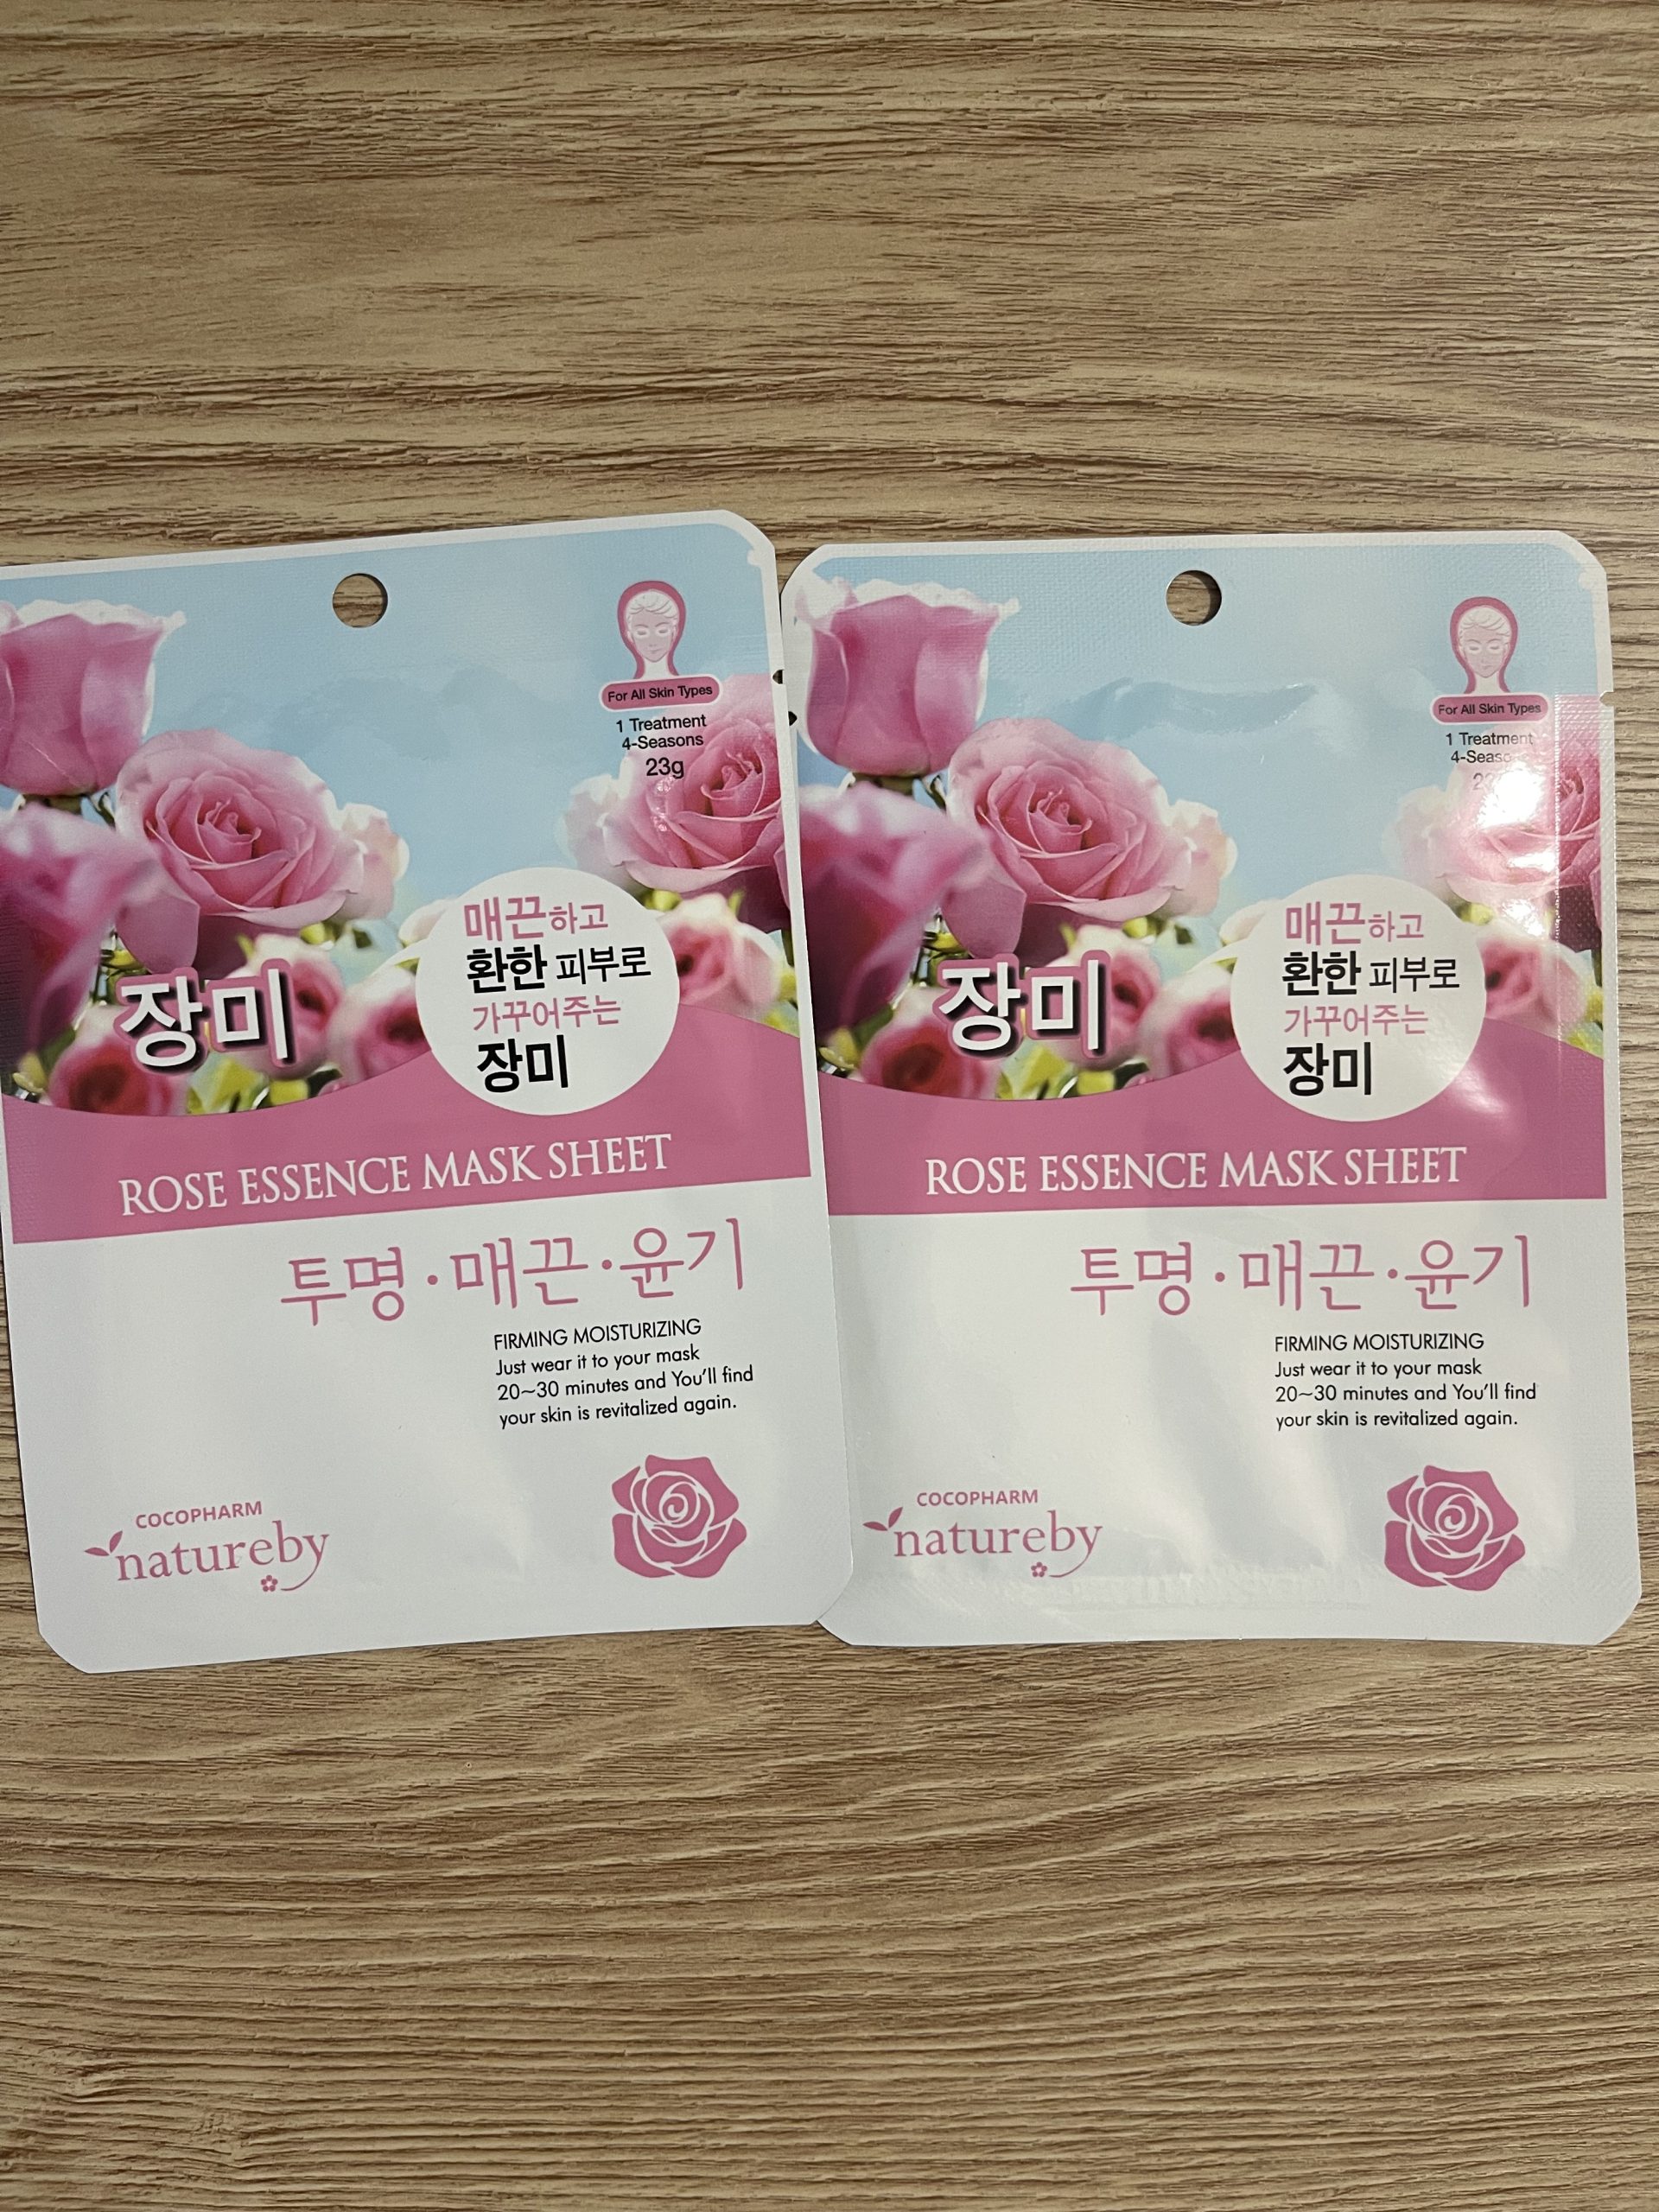 For All Skin Types
1 Treatment
4-Seasons
23g
매끈하고
환한 피부로
가꾸어주는
장미
장미
ROSE ESSENCE MASK SHEET
투명·매끈·윤기
FIRMING MOISTURIZING
Just wear it to your mask
20~30 minutes and You'll find
your skin is revitalized again.
COCOPHARM
natureby
For All Skin Types
1 Treatment
4-Seasons
매끈하고
환한 피부로
가꾸어주는
장미
장미
ROSE ESSENCE MASK SHEET
투명·매끈·윤기
FIRMING MOISTURIZING
Just wear it to your mask
20~30 minutes and You'll find
your skin is revitalized again.
COCOPHARM
natureby